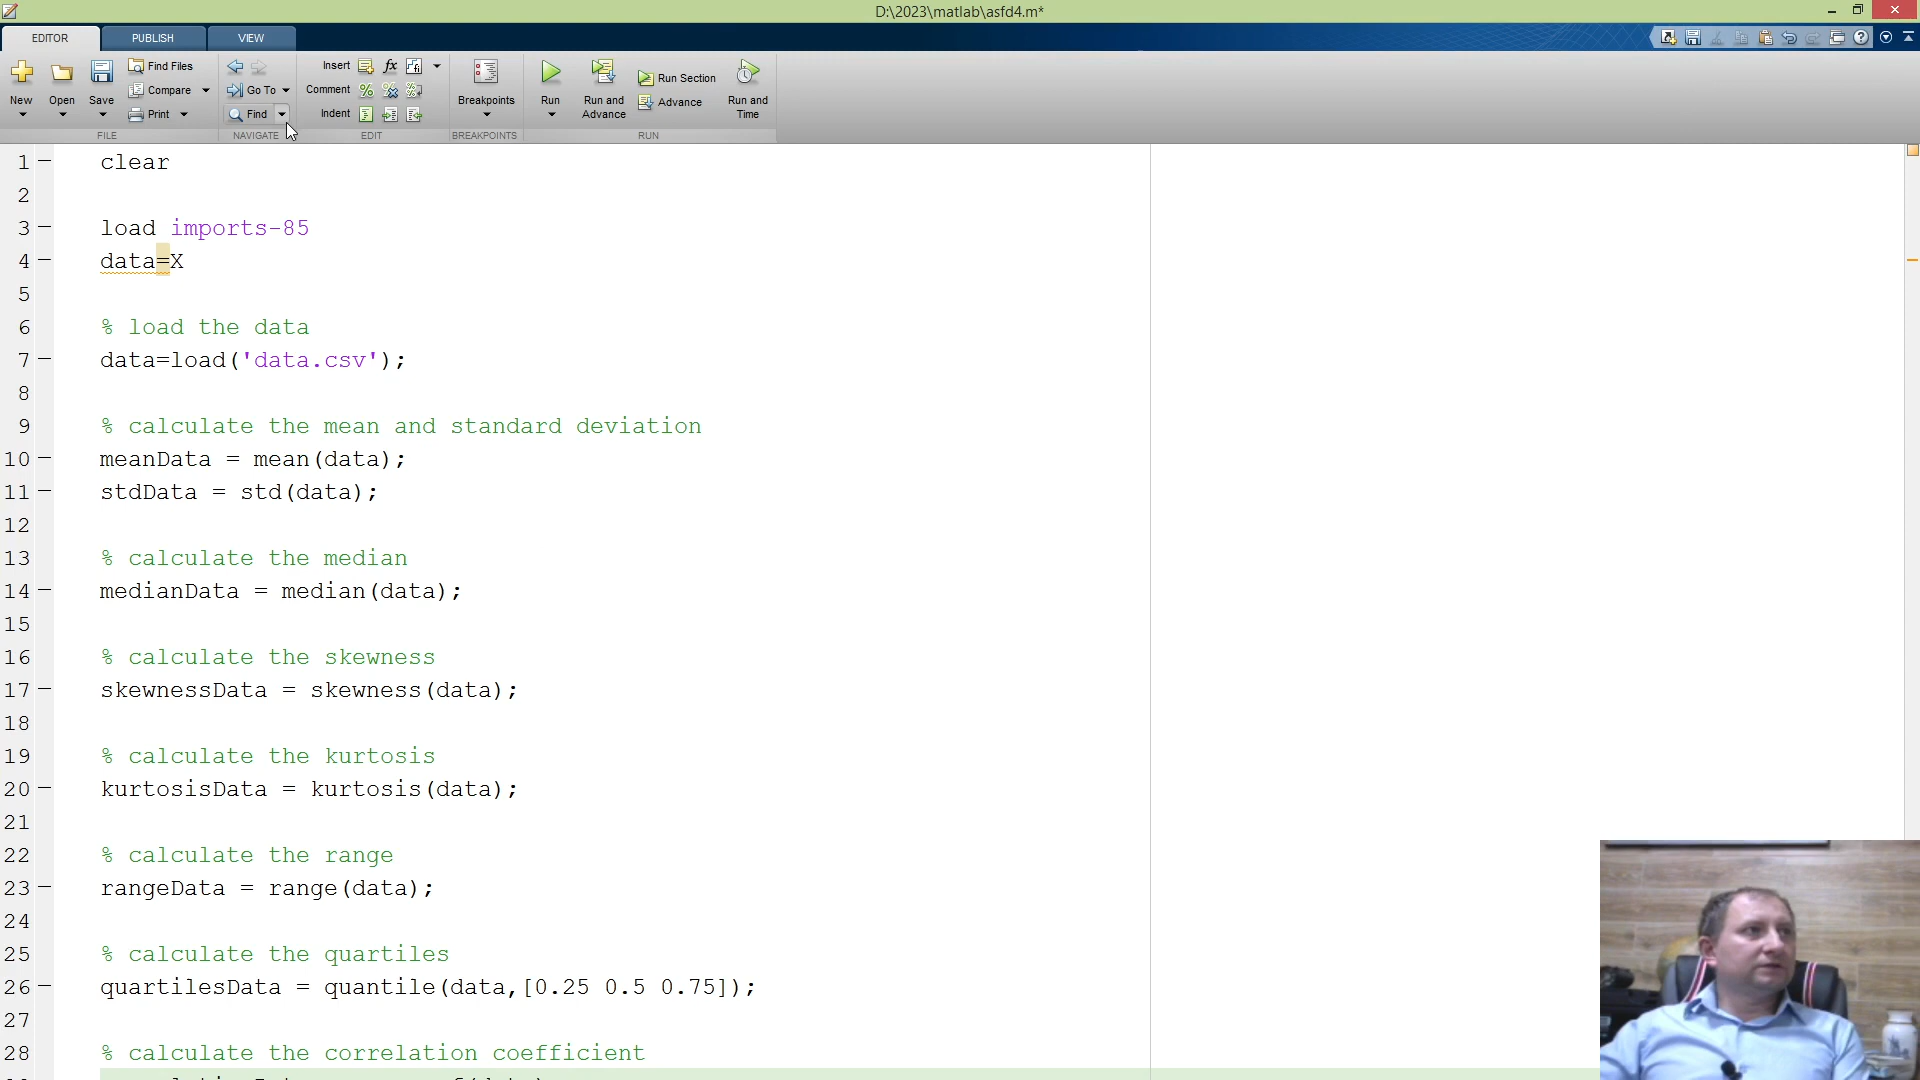 D:\2023\matlab\asfd4.m*
EDITOR PUBLISH VIEW
New Open Save Find Files Compare Print
Go To Find
Insert fx Comment Indent
Breakpoints
Run Run and Advance Run Section Advance Run and Time
FILE NAVIGATE EDIT BREAKPOINTS RUN
1 clear
2
3 load imports-85
4 data=X
5
6 % load the data
7 data=load('data.csv');
8
9 % calculate the mean and standard deviation
10 meanData = mean(data);
11 stdData = std(data);
12
13 % calculate the median
14 medianData = median(data);
15
16 % calculate the skewness
17 skewnessData = skewness(data);
18
19 % calculate the kurtosis
20 kurtosisData = kurtosis(data);
21
22 % calculate the range
23 rangeData = range(data);
24
25 % calculate the quartiles
26 quartilesData = quantile(data,[0.25 0.5 0.75]);
27
28 % calculate the correlation coefficient